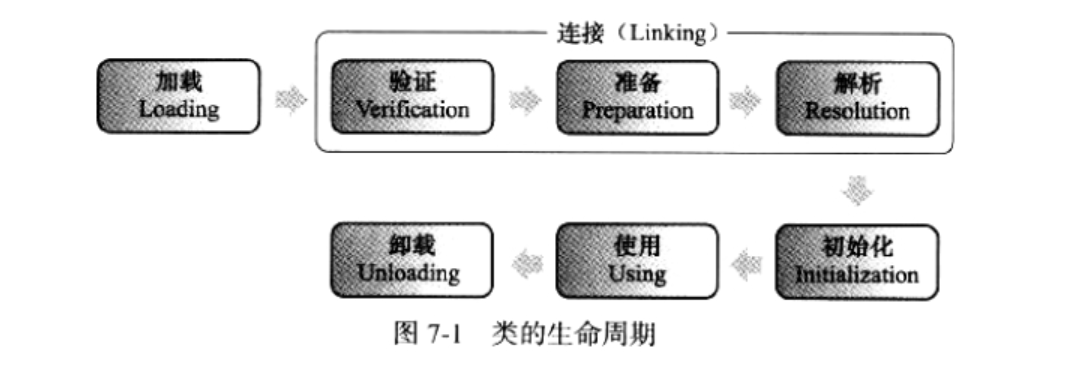 连接（Linking）
加载
Loading
验证
Verification
准备
Preparation
解析
Resolution
卸载
Unloading
使用
Using
初始化
Initialization
图 7-1 类的生命周期